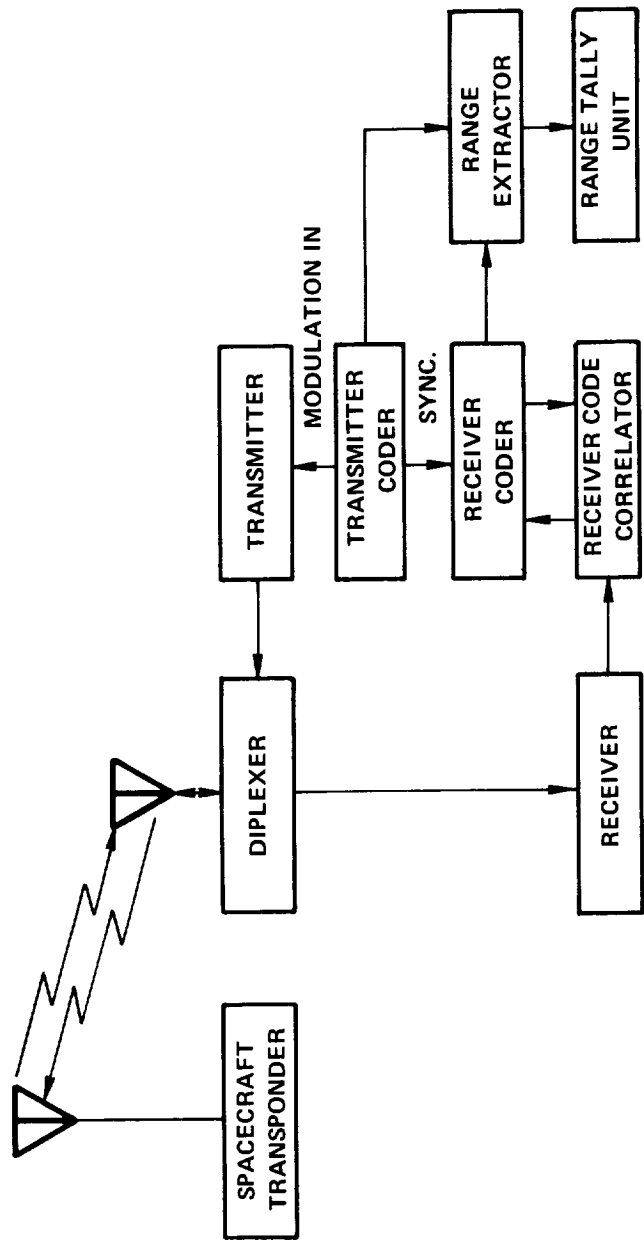 SPACECRAFT
TRANSPONDER
DIPLEXER
TRANSMITTER
MODULATION IN
TRANSMITTER
CODER
SYNC.
RECEIVER
CODER
RECEIVER
RECEIVER CODE
CORRELATOR
RANGE
EXTRACTOR
RANGE TALLY
UNIT